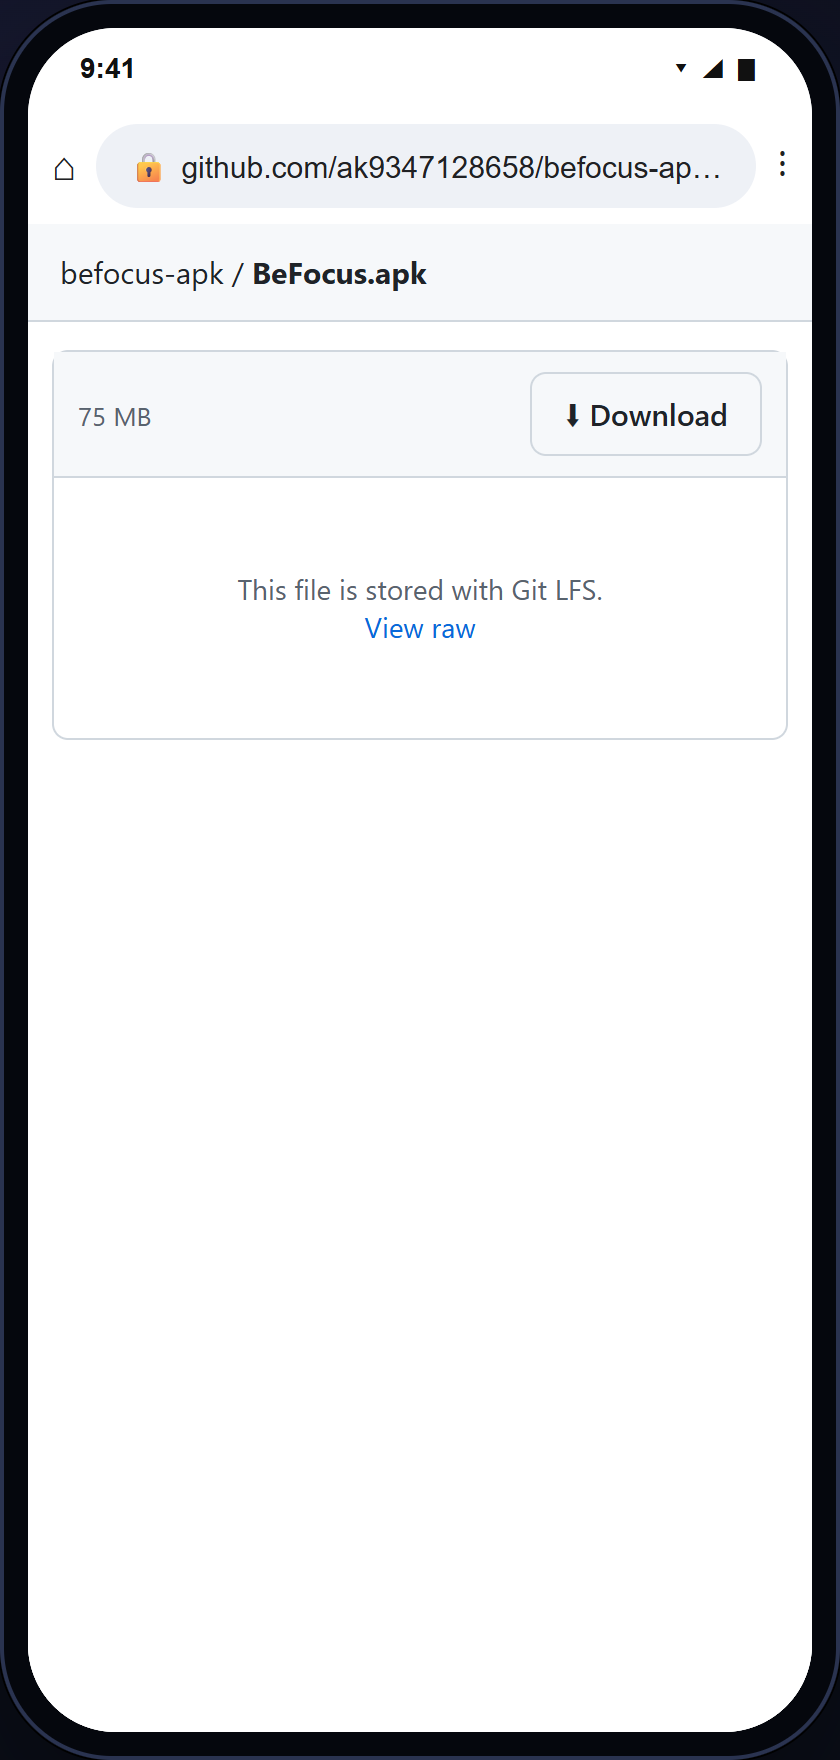 9:41
github.com/ak9347128658/befocus-ap…
befocus-apk / BeFocus.apk
75 MB
⬇ Download
This file is stored with Git LFS.
View raw